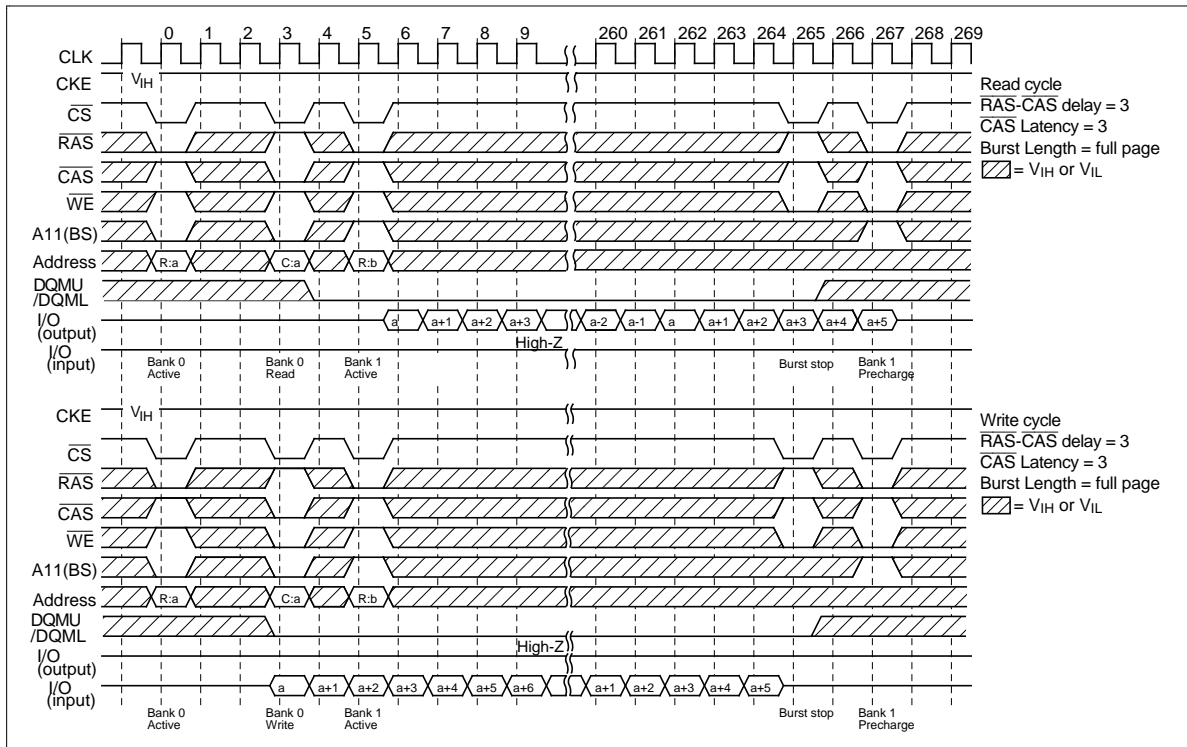 0 1 2 3 4 5 6 7 8 9 260 261 262 263 264 265 266 267 268 269
CLK
CKE VIH
CS
RAS
CAS
WE
A11(BS)
Address R:a C:a R:b
DQMU
/DQML
I/O
(output) a a+1 a+2 a+3 a-2 a-1 a a+1 a+2 a+3 a+4 a+5
High-Z
I/O
(input)
Bank 0
Active
Bank 0
Read
Bank 1
Active
Burst stop
Bank 1
Precharge
Read cycle
RAS-CAS delay = 3
CAS Latency = 3
Burst Length = full page
= VIH or VIL
CKE VIH
CS
RAS
CAS
WE
A11(BS)
Address R:a C:a R:b
DQMU
/DQML
High-Z
I/O
(output)
I/O
(input) a a+1 a+2 a+3 a+4 a+5 a+6 a+1 a+2 a+3 a+4 a+5
Bank 0
Active
Bank 0
Write
Bank 1
Active
Burst stop
Bank 1
Precharge
Write cycle
RAS-CAS delay = 3
CAS Latency = 3
Burst Length = full page
= VIH or VIL